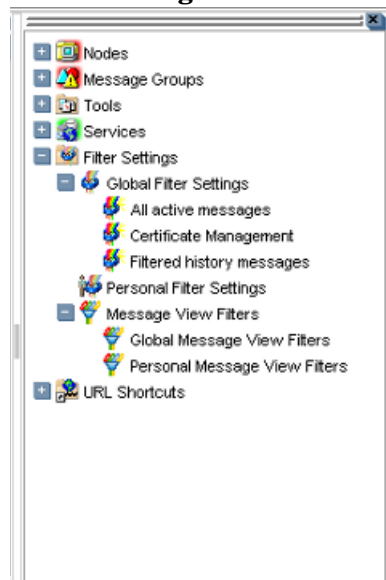 Nodes
Message Groups
Tools
Services
Filter Settings
Global Filter Settings
All active messages
Certificate Management
Filtered history messages
Personal Filter Settings
Message View Filters
Global Message View Filters
Personal Message View Filters
URL Shortcuts